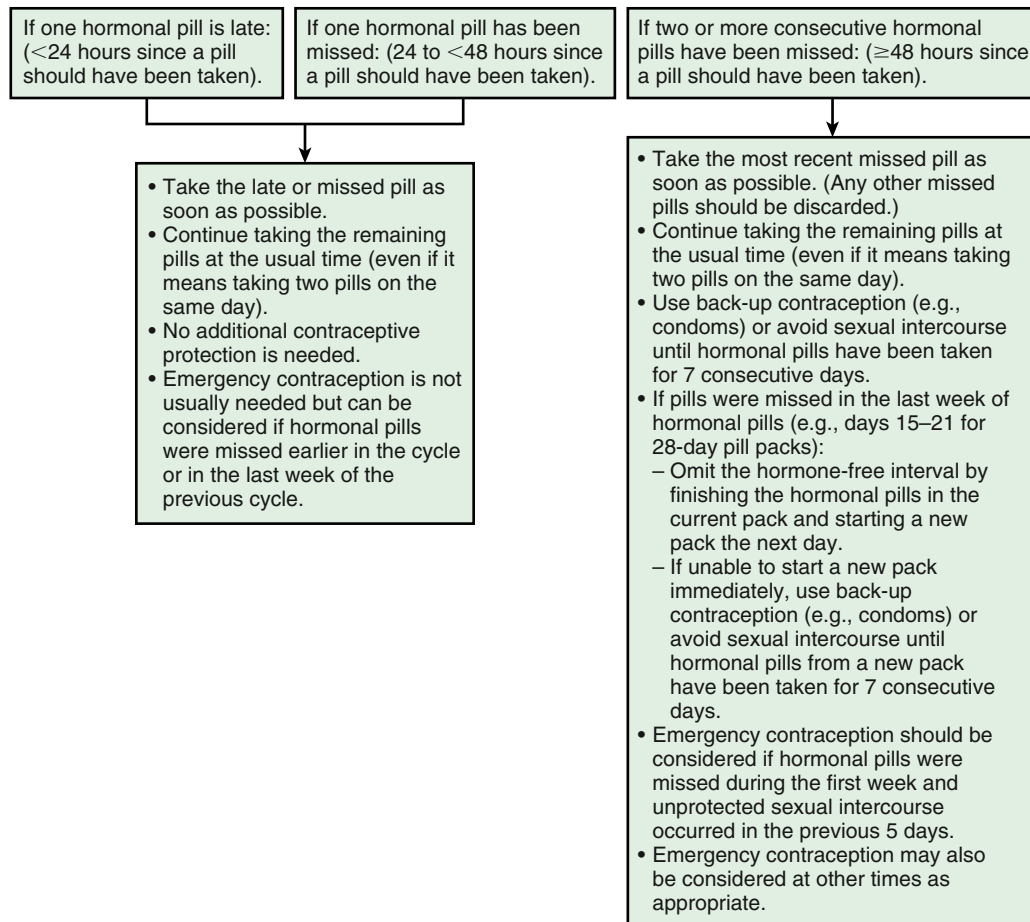 If one hormonal pill is late:
(<24 hours since a pill
should have been taken).
If one hormonal pill has been
missed: (24 to <48 hours since
a pill should have been taken).
If two or more consecutive hormonal
pills have been missed: (≥48 hours since
a pill should have been taken).
• Take the late or missed pill as
soon as possible.
• Continue taking the remaining
pills at the usual time (even if it
means taking two pills on the
same day).
• No additional contraceptive
protection is needed.
• Emergency contraception is not
usually needed but can be
considered if hormonal pills
were missed earlier in the cycle
or in the last week of the
previous cycle.
• Take the most recent missed pill as
soon as possible. (Any other missed
pills should be discarded.)
• Continue taking the remaining pills at
the usual time (even if it means taking
two pills on the same day).
• Use back-up contraception (e.g.,
condoms) or avoid sexual intercourse
until hormonal pills have been taken
for 7 consecutive days.
• If pills were missed in the last week of
hormonal pills (e.g., days 15–21 for
28-day pill packs):
– Omit the hormone-free interval by
finishing the hormonal pills in the
current pack and starting a new
pack the next day.
– If unable to start a new pack
immediately, use back-up
contraception (e.g., condoms) or
avoid sexual intercourse until
hormonal pills from a new pack
have been taken for 7 consecutive
days.
• Emergency contraception should be
considered if hormonal pills were
missed during the first week and
unprotected sexual intercourse
occurred in the previous 5 days.
• Emergency contraception may also
be considered at other times as
appropriate.